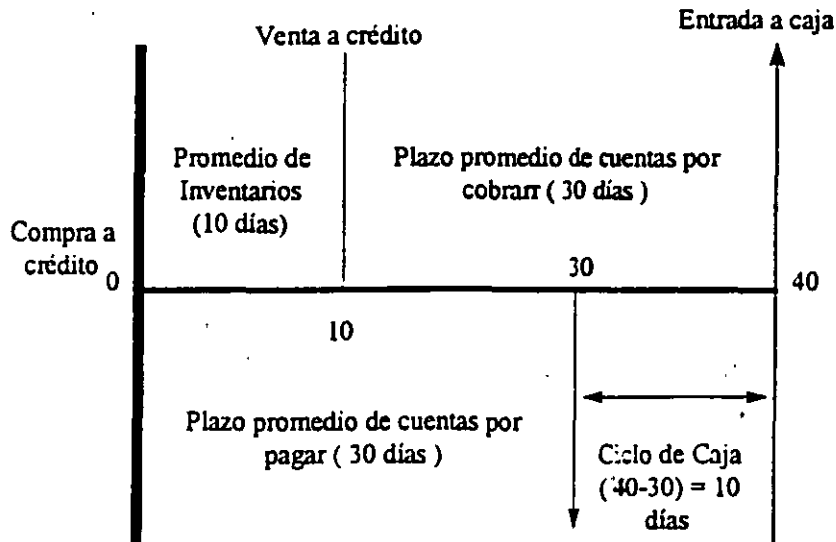 Venta a crédito
Entrada a caja
Promedio de
Inventarios
(10 días)
Plazo promedio de cuentas por
cobrarr ( 30 días )
Compra a
crédito
0
30
40
10
Plazo promedio de cuentas por
pagar ( 30 días )
Ciclo de Caja
(40-30) = 10
días